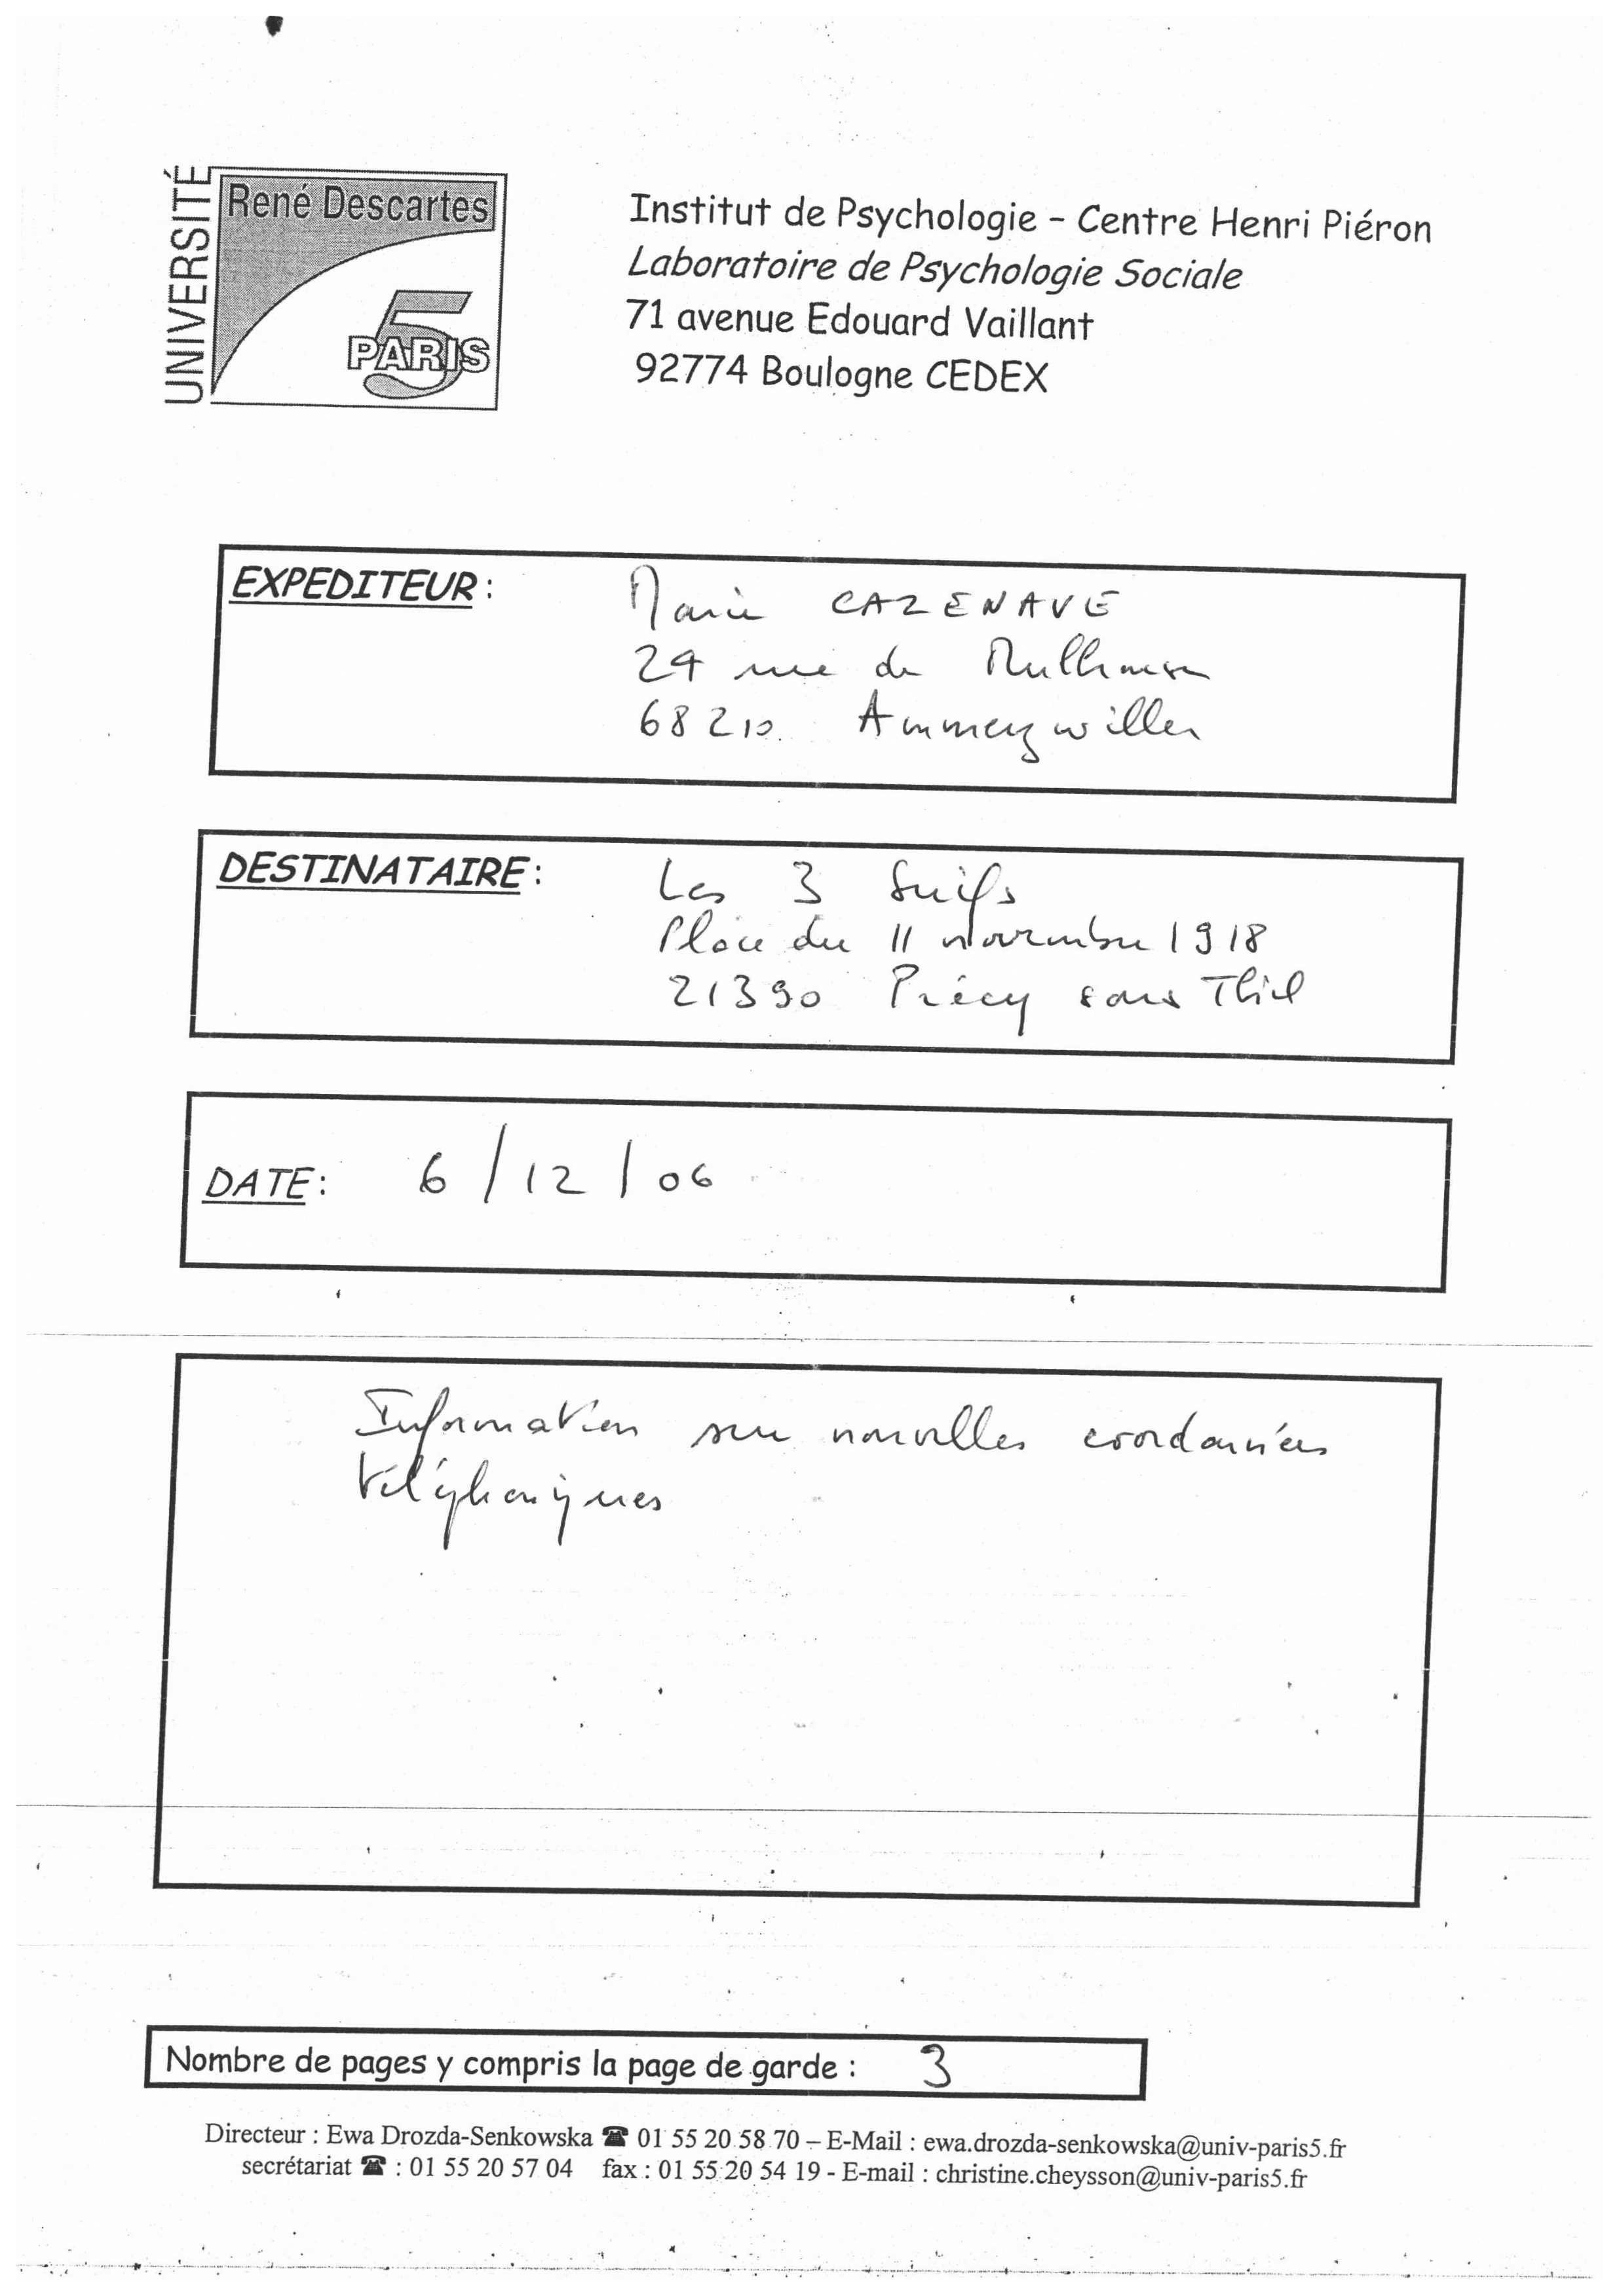 UNIVERSITÉ
René Descartes
PARIS 5
Institut de Psychologie - Centre Henri Piéron
Laboratoire de Psychologie Sociale
71 avenue Edouard Vaillant
92774 Boulogne CEDEX
EXPEDITEUR : Marie CAZENAVE
24 rue de Mulhouse
68210 Ammerzwiller
DESTINATAIRE : Les 3 Suifs
Place du 11 novembre 1918
21390 Précy sous Thil
DATE : 6/12/06
Information sur nouvelles coordonnées
téléphoniques
Nombre de pages y compris la page de garde : 3
Directeur : Ewa Drozda-Senkowska ☎ 01 55 20 58 70 – E-Mail : ewa.drozda-senkowska@univ-paris5.fr
secrétariat ☎ : 01 55 20 57 04 fax : 01 55 20 54 19 - E-mail : christine.cheysson@univ-paris5.fr